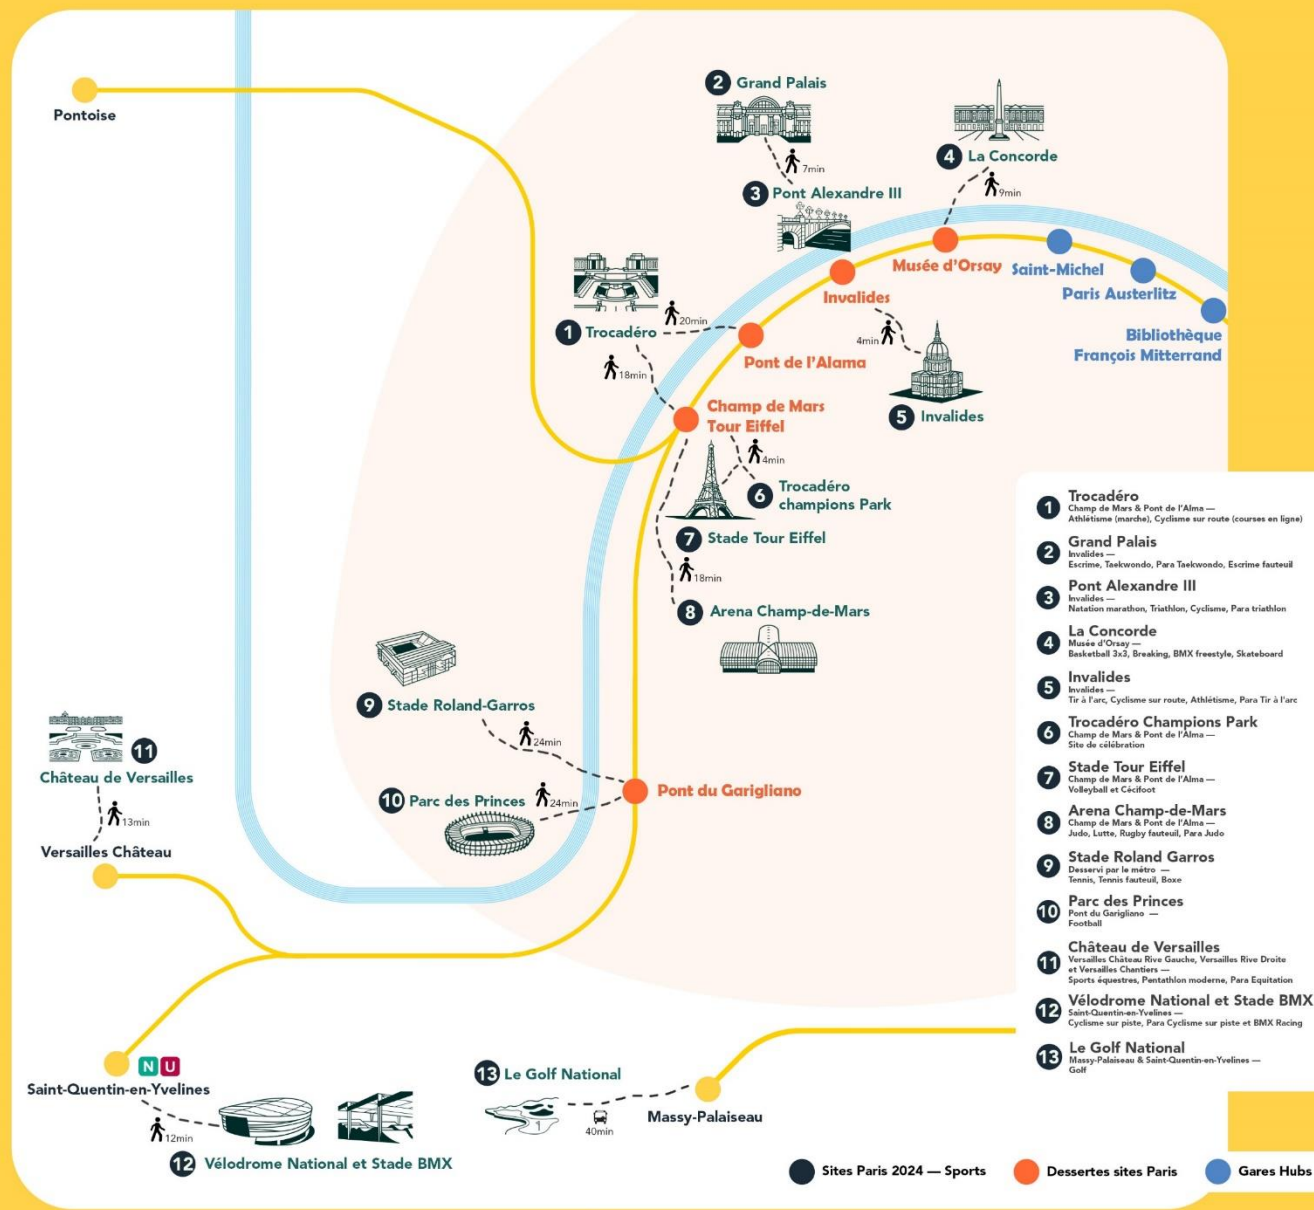 Pontoise
2 Grand Palais
7min
4 La Concorde
9min
3 Pont Alexandre III
Musée d'Orsay
Saint-Michel
Paris Austerlitz
Bibliothèque
François Mitterrand
Invalides
4min
5 Invalides
1 Trocadéro
20min
18min
Pont de l'Alama
Champ de Mars
Tour Eiffel
4min
6 Trocadéro
champions Park
7 Stade Tour Eiffel
18min
8 Arena Champ-de-Mars
9 Stade Roland-Garros
24min
10 Parc des Princes
24min
Pont du Garigliano
11
Château de Versailles
13min
Versailles Château
N U
Saint-Quentin-en-Yvelines
12min
12 Vélodrome National et Stade BMX
13 Le Golf National
1
40min
Massy-Palaiseau
1 Trocadéro
Champ de Mars & Pont de l'Alma —
Athlétisme (marche), Cyclisme sur route (courses en ligne)
2 Grand Palais
Invalides —
Escrime, Taekwondo, Para Taekwondo, Escrime fauteuil
3 Pont Alexandre III
Invalides —
Natation marathon, Triathlon, Cyclisme, Para triathlon
4 La Concorde
Musée d'Orsay —
Basketball 3x3, Breaking, BMX freestyle, Skateboard
5 Invalides
Invalides —
Tir à l'arc, Cyclisme sur route, Athlétisme, Para Tir à l'arc
6 Trocadéro Champions Park
Champ de Mars & Pont de l'Alma —
Site de célébration
7 Stade Tour Eiffel
Champ de Mars & Pont de l'Alma —
Volleyball et Cécifoot
8 Arena Champ-de-Mars
Champ de Mars & Pont de l'Alma —
Judo, Lutte, Rugby fauteuil, Para Judo
9 Stade Roland Garros
Desservi par le métro —
Tennis, Tennis fauteuil, Boxe
10 Parc des Princes
Pont du Garigliano —
Football
11 Château de Versailles
Versailles Château Rive Gauche, Versailles Rive Droite
et Versailles Chantiers —
Sports équestres, Pentathlon moderne, Para Equitation
12 Vélodrome National et Stade BMX
Saint-Quentin-en-Yvelines —
Cyclisme sur piste, Para Cyclisme sur piste et BMX Racing
13 Le Golf National
Massy-Palaiseau & Saint-Quentin-en-Yvelines —
Golf
Sites Paris 2024 — Sports
Dessertes sites Paris
Gares Hubs